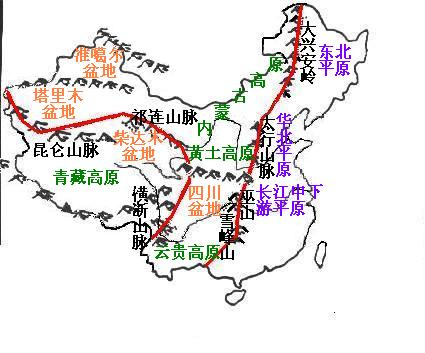 准噶尔
盆地
塔里木
盆地
昆仑山脉
祁连山脉
柴达木
盆地
青藏高原
横断山脉
四川
盆地
云贵高原
黄土高原
内蒙古高原
大兴安岭
东北
平原
太行山脉
华北平原
巫山
雪峰山
长江中下
游平原